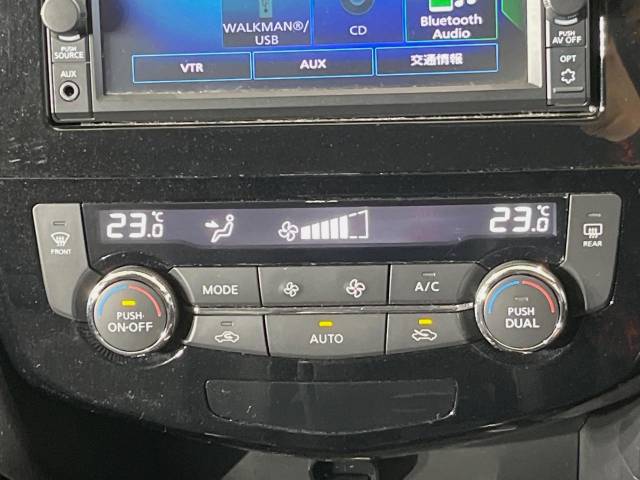 WALKMAN®/
USB
CD
Bluetooth
Audio
PUSH
SOURCE
PUSH
AV OFF
VTR
AUX
交通情報
AUX
OPT
23.0°C
23.0°C
FRONT
REAR
MODE
A/C
PUSH
ON·OFF
PUSH
DUAL
AUTO